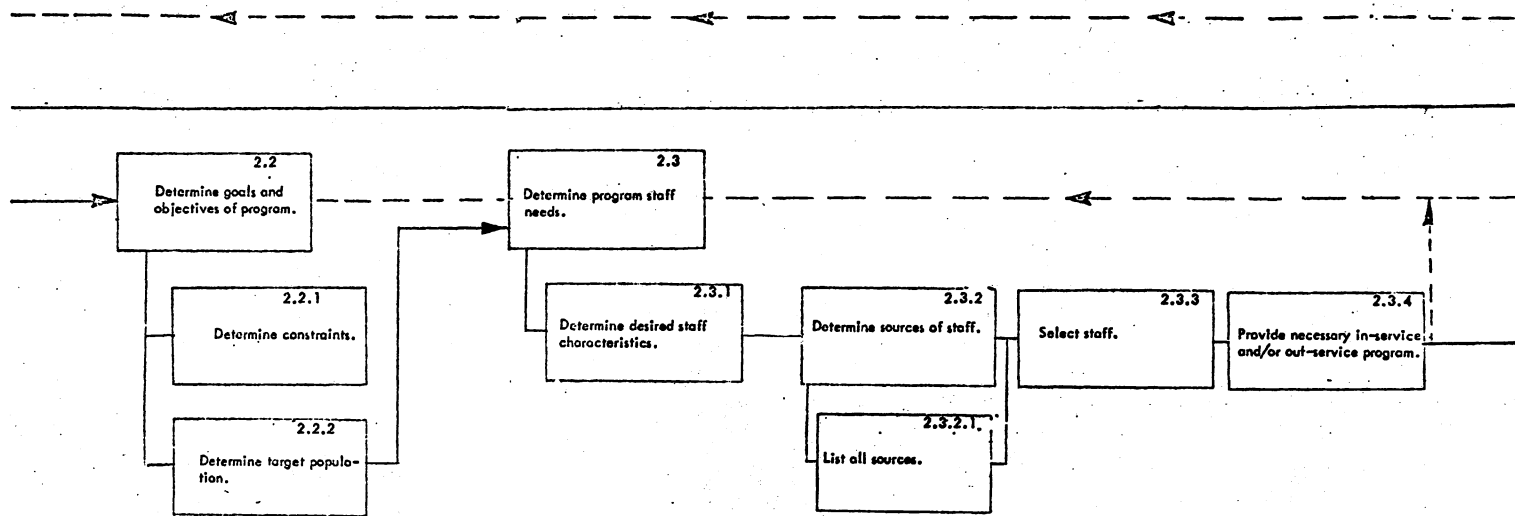 2.2
Determine goals and
objectives of program.
2.2.1
Determine constraints.
2.2.2
Determine target popula-
tion.
2.3
Determine program staff
needs.
2.3.1
Determine desired staff
characteristics.
2.3.2
Determine sources of staff.
2.3.2.1
List all sources.
2.3.3
Select staff.
2.3.4
Provide necessary in-service
and/or out-service program.